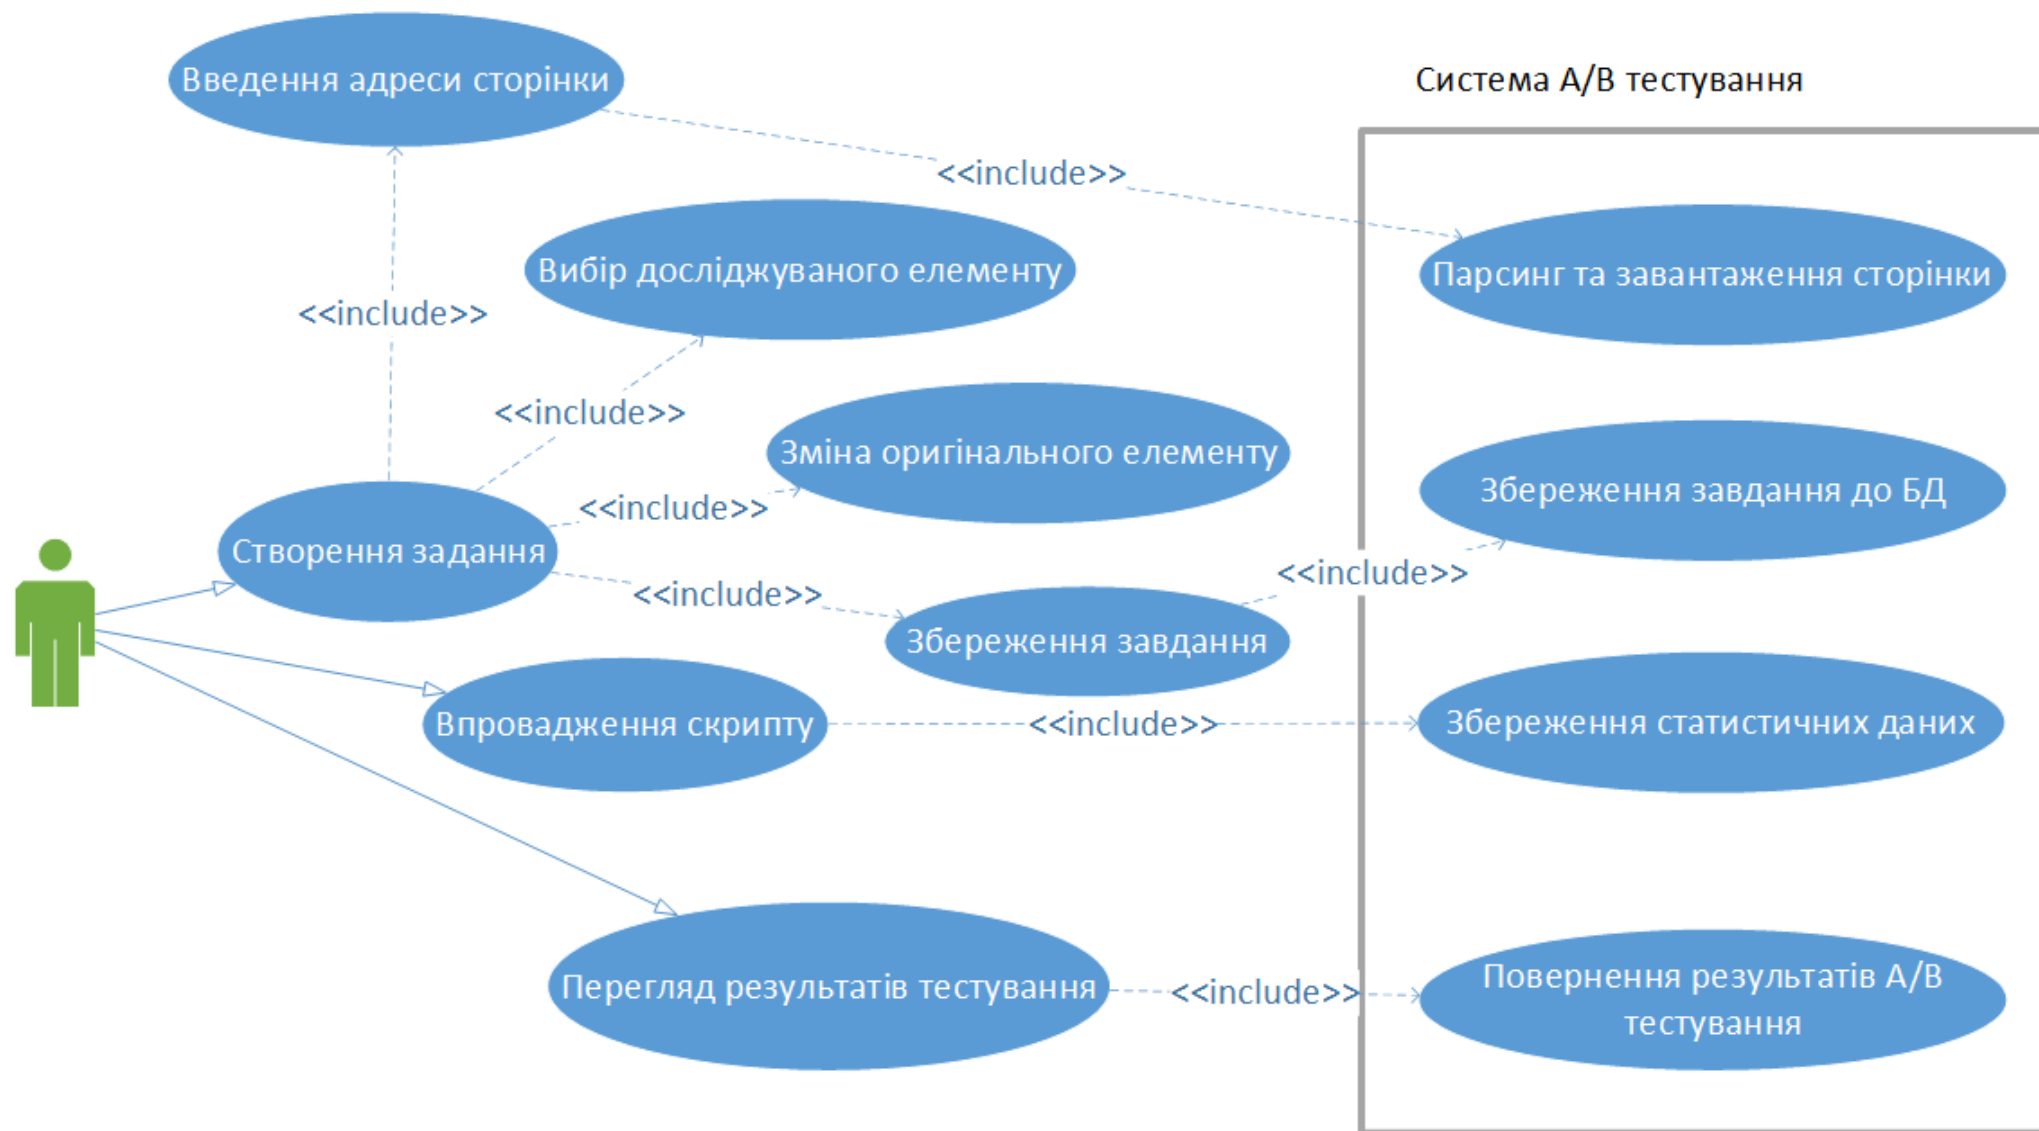 Введення адреси сторінки
Система А/В тестування
<<include>>
Вибір досліджуваного елементу
Парсинг та завантаження сторінки
<<include>>
<<include>>
Зміна оригінального елементу
<<include>>
Збереження завдання до БД
Створення задання
<<include>>
<<include>>
Збереження завдання
Впровадження скрипту
<<include>>
Збереження статистичних даних
Перегляд результатів тестування
<<include>>
Повернення результатів А/В
тестування